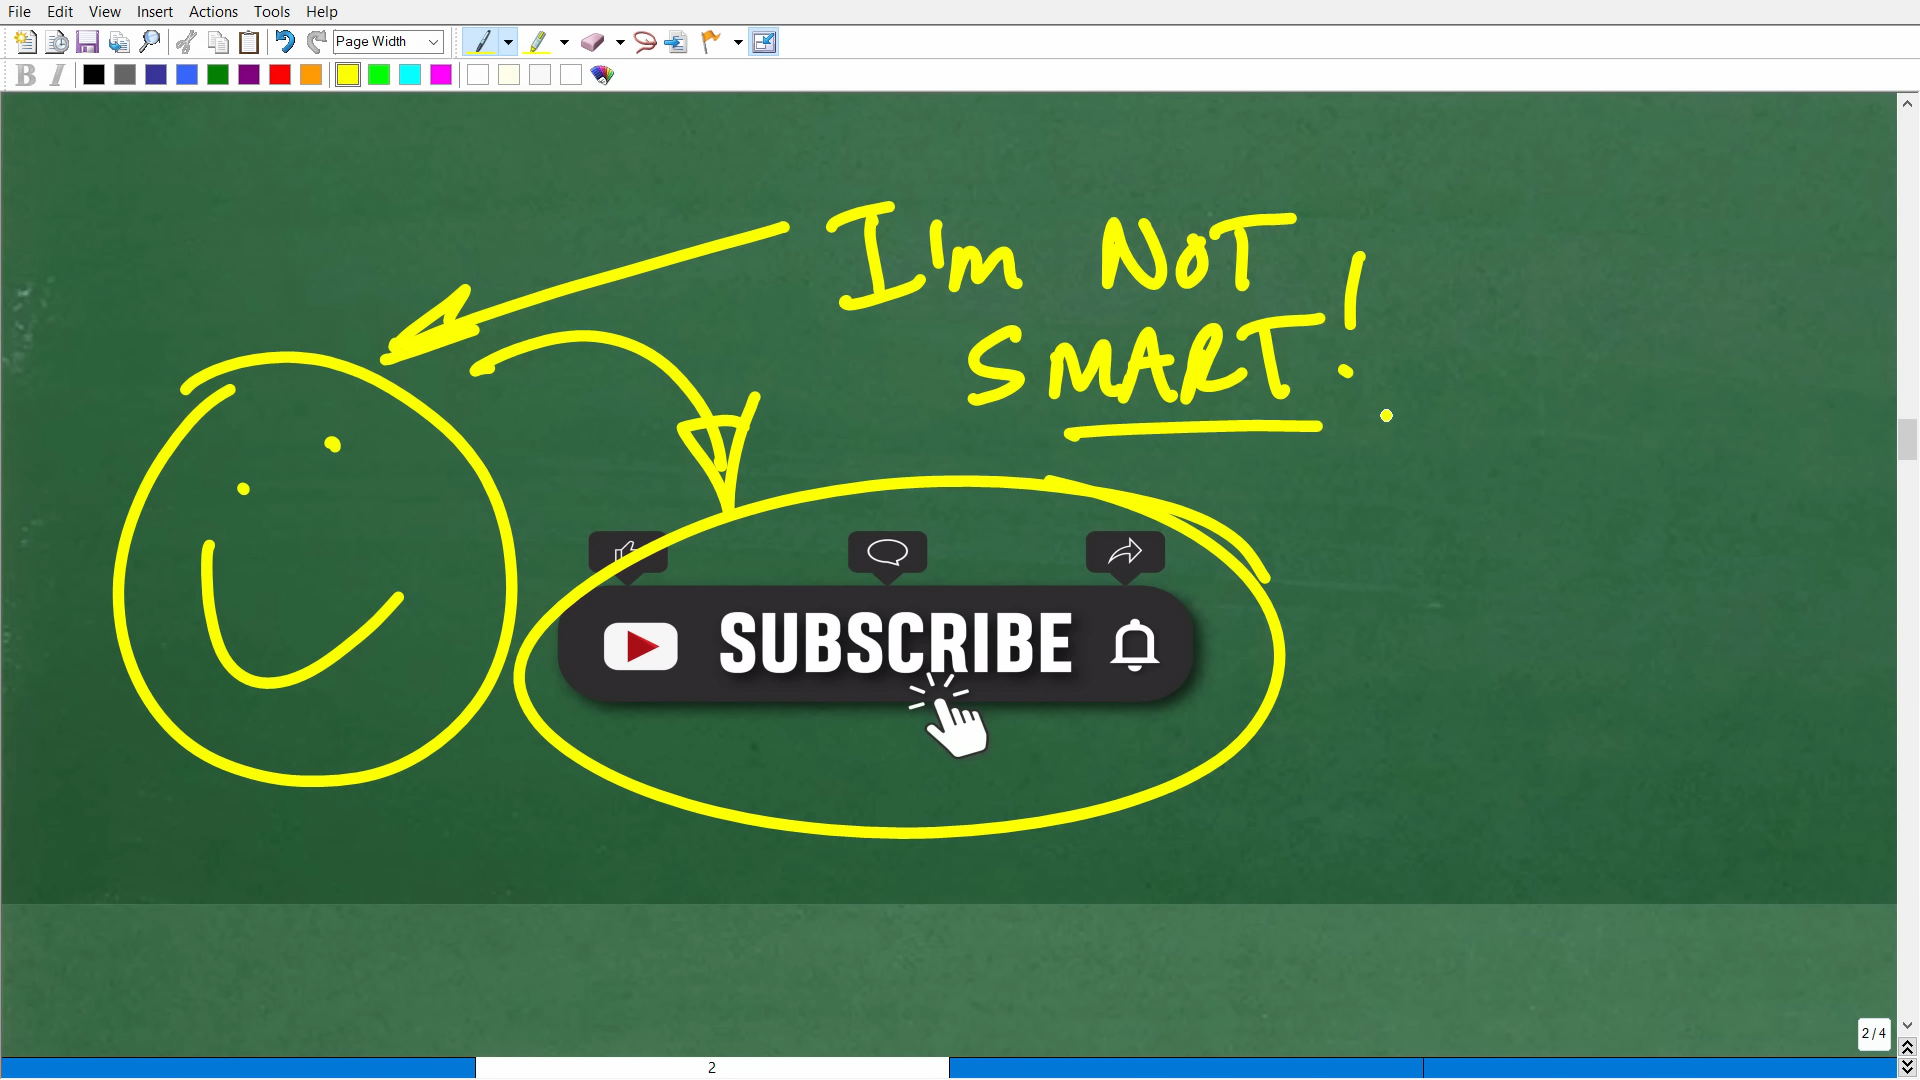 File Edit View Insert Actions Tools Help
Page Width
B I
I'm NOT
SMART!
SUBSCRIBE
2 / 4
2